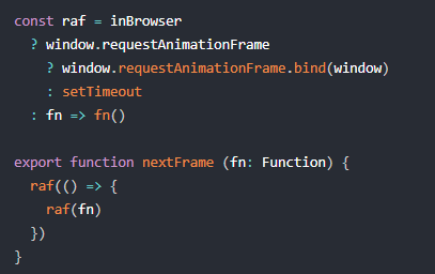 const raf = inBrowser
  ? window.requestAnimationFrame
    ? window.requestAnimationFrame.bind(window)
    : setTimeout
  : fn => fn()

export function nextFrame (fn: Function) {
  raf(() => {
    raf(fn)
  })
}